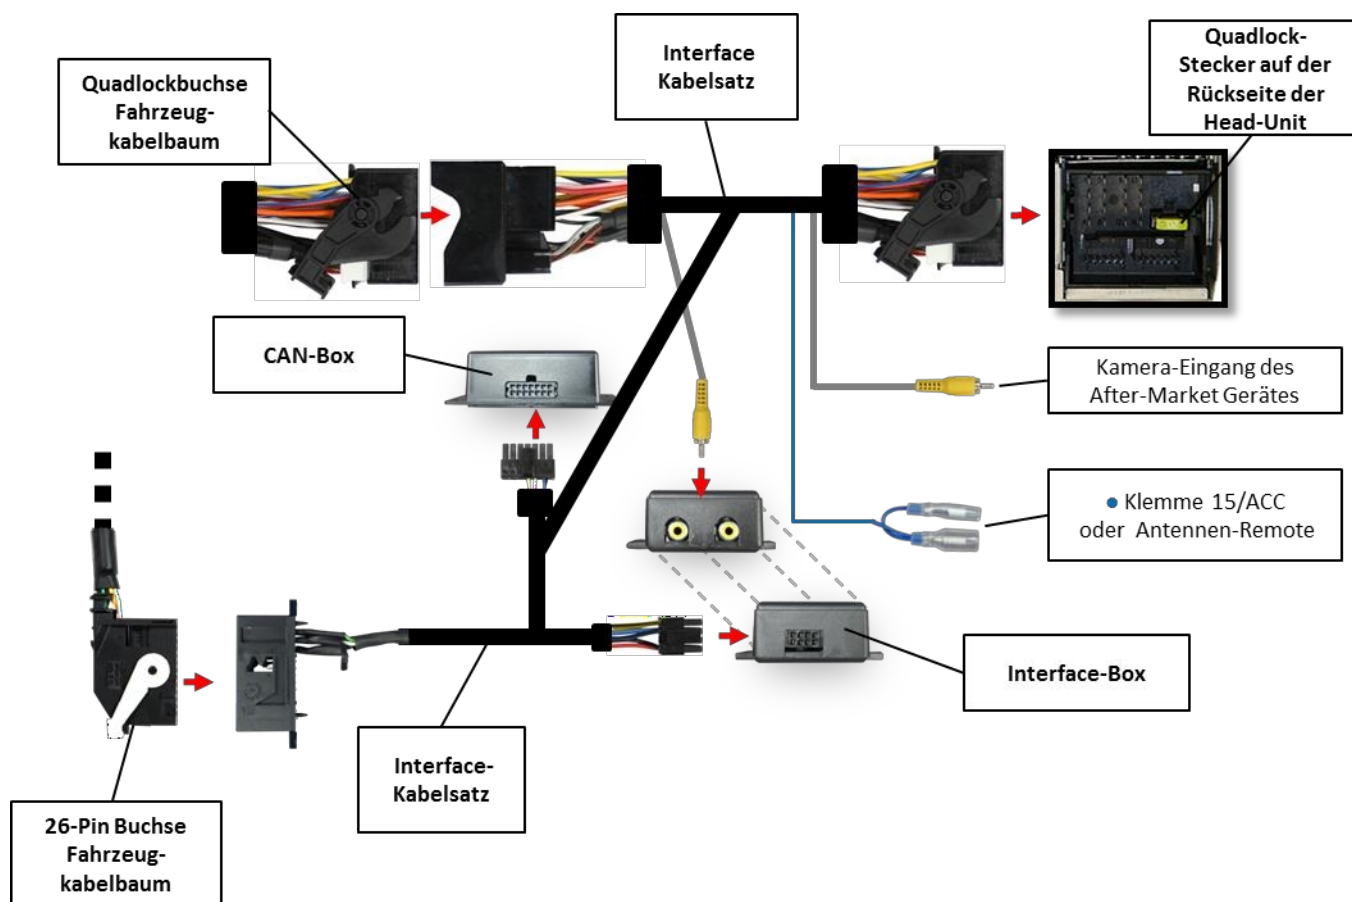 Quadlockbuchse
Fahrzeug-
kabelbaum
Interface
Kabelsatz
Quadlock-
Stecker auf der
Rückseite der
Head-Unit
CAN-Box
Kamera-Eingang des
After-Market Gerätes
● Klemme 15/ACC
oder Antennen-Remote
Interface-Box
Interface-
Kabelsatz
26-Pin Buchse
Fahrzeug-
kabelbaum